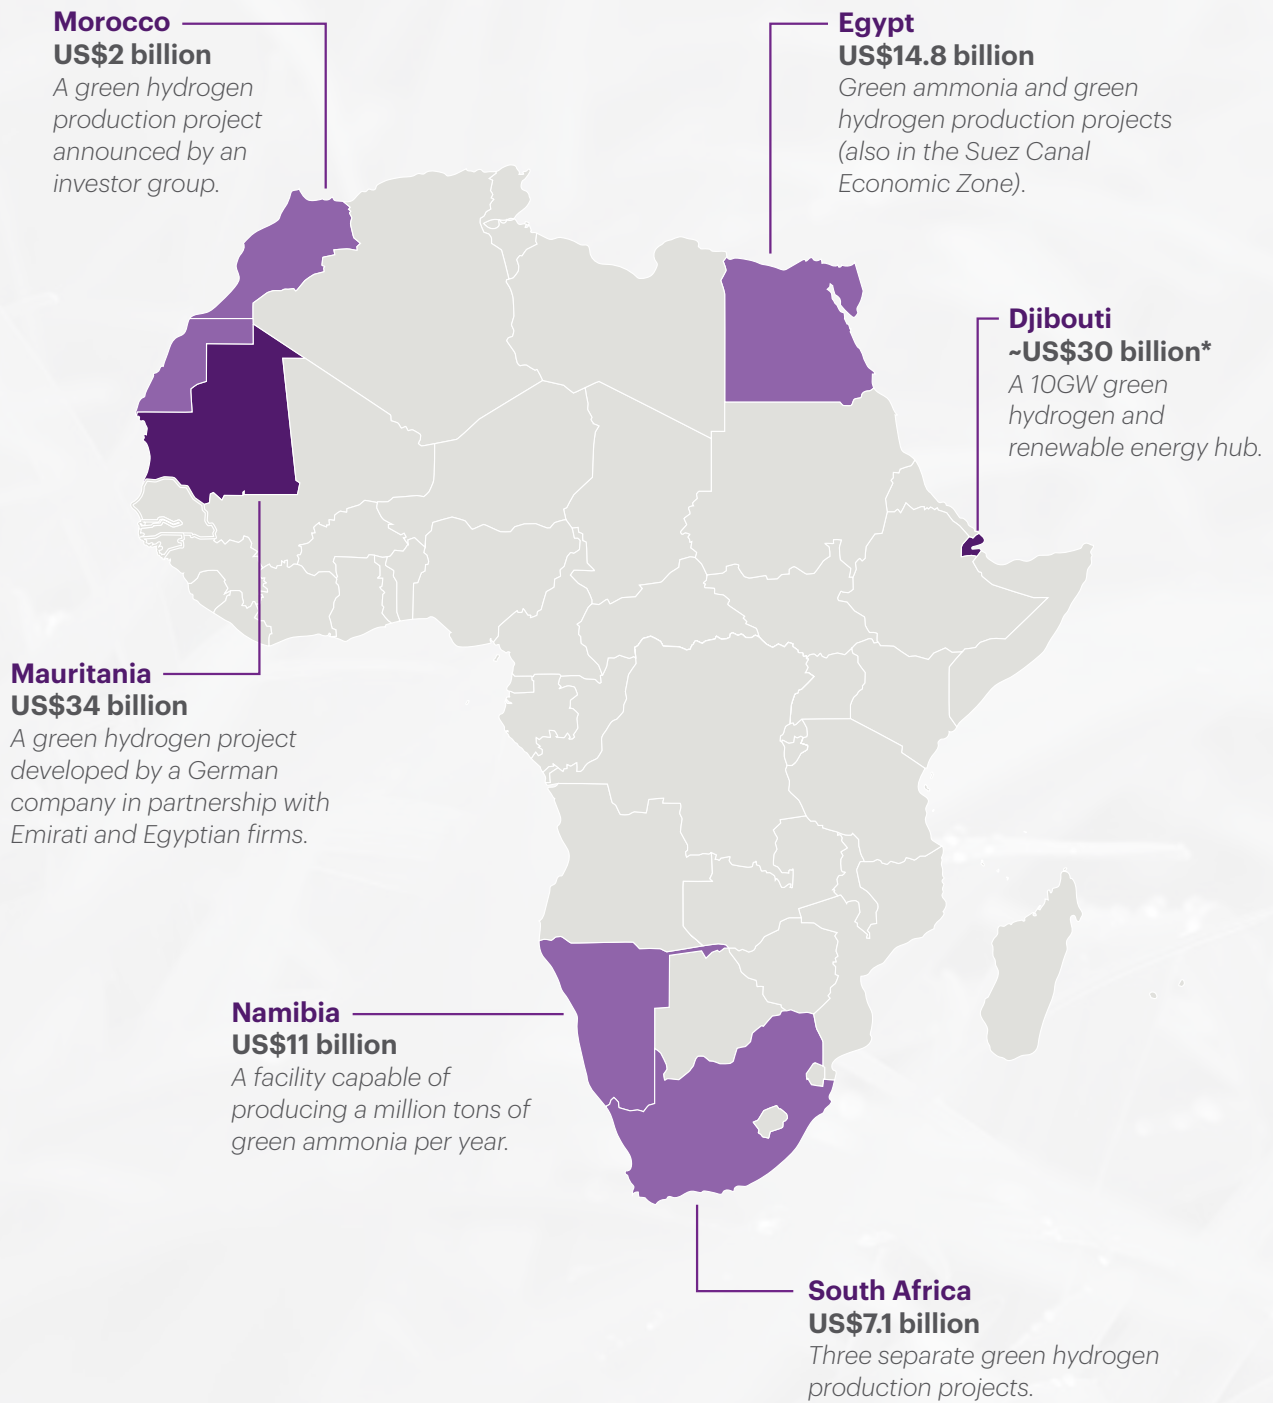 Morocco
US$2 billion
A green hydrogen
production project
announced by an
investor group.
Egypt
US$14.8 billion
Green ammonia and green
hydrogen production projects
(also in the Suez Canal
Economic Zone).
Djibouti
~US$30 billion*
A 10GW green
hydrogen and
renewable energy hub.
Mauritania
US$34 billion
A green hydrogen project
developed by a German
company in partnership with
Emirati and Egyptian firms.
Namibia
US$11 billion
A facility capable of
producing a million tons of
green ammonia per year.
South Africa
US$7.1 billion
Three separate green hydrogen
production projects.